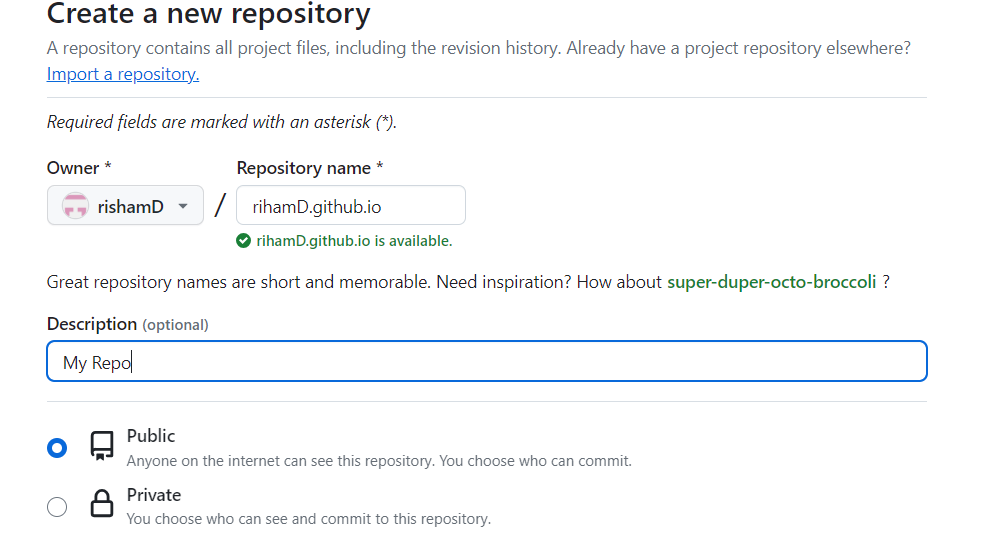 Create a new repository
A repository contains all project files, including the revision history. Already have a project repository elsewhere?
Import a repository.
Required fields are marked with an asterisk (*).
Owner *
Repository name *
rishamD
/
rihamD.github.io
rihamD.github.io is available.
Great repository names are short and memorable. Need inspiration? How about super-duper-octo-broccoli ?
Description (optional)
My Repo
Public
Anyone on the internet can see this repository. You choose who can commit.
Private
You choose who can see and commit to this repository.